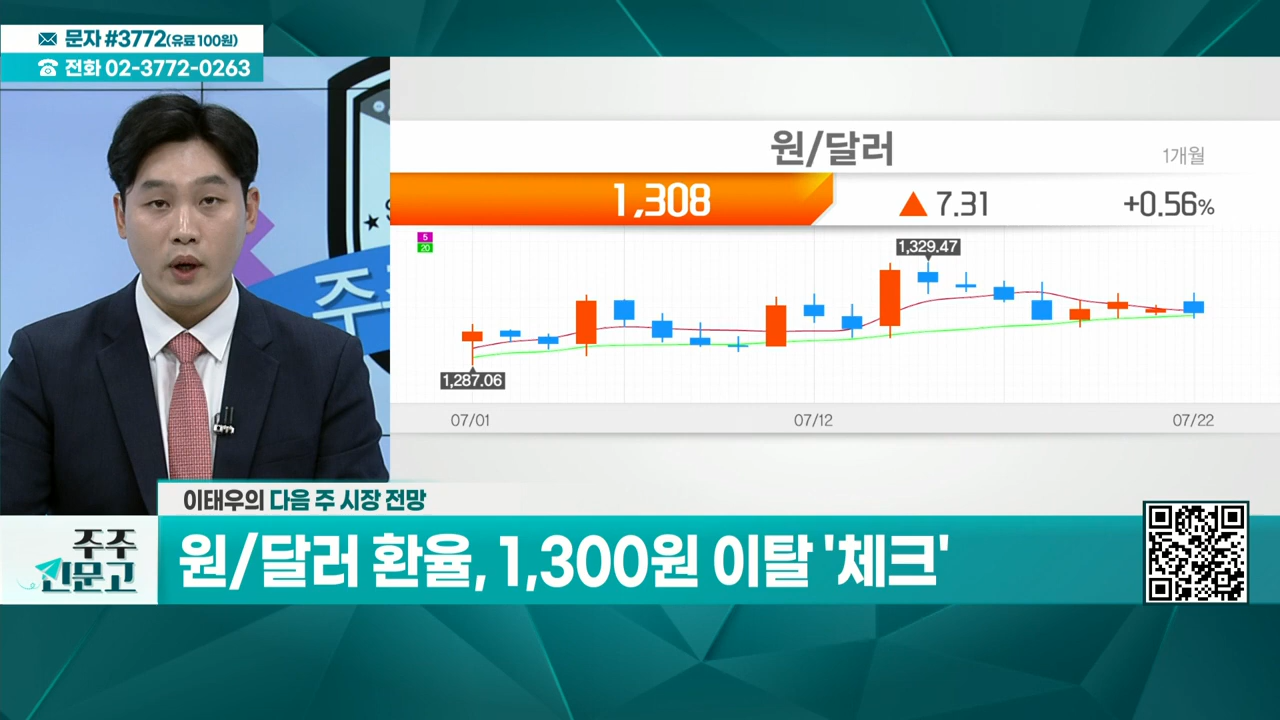 문자 #3772(유료 100원)
전화 02-3772-0263
주
원/달러
1개월
1,308
▲ 7.31
+0.56%
5
20
1,329.47
1,287.06
07/01
07/12
07/22
이태우의 다음 주 시장 전망
주주
신문고
원/달러 환율, 1,300원 이탈 '체크'